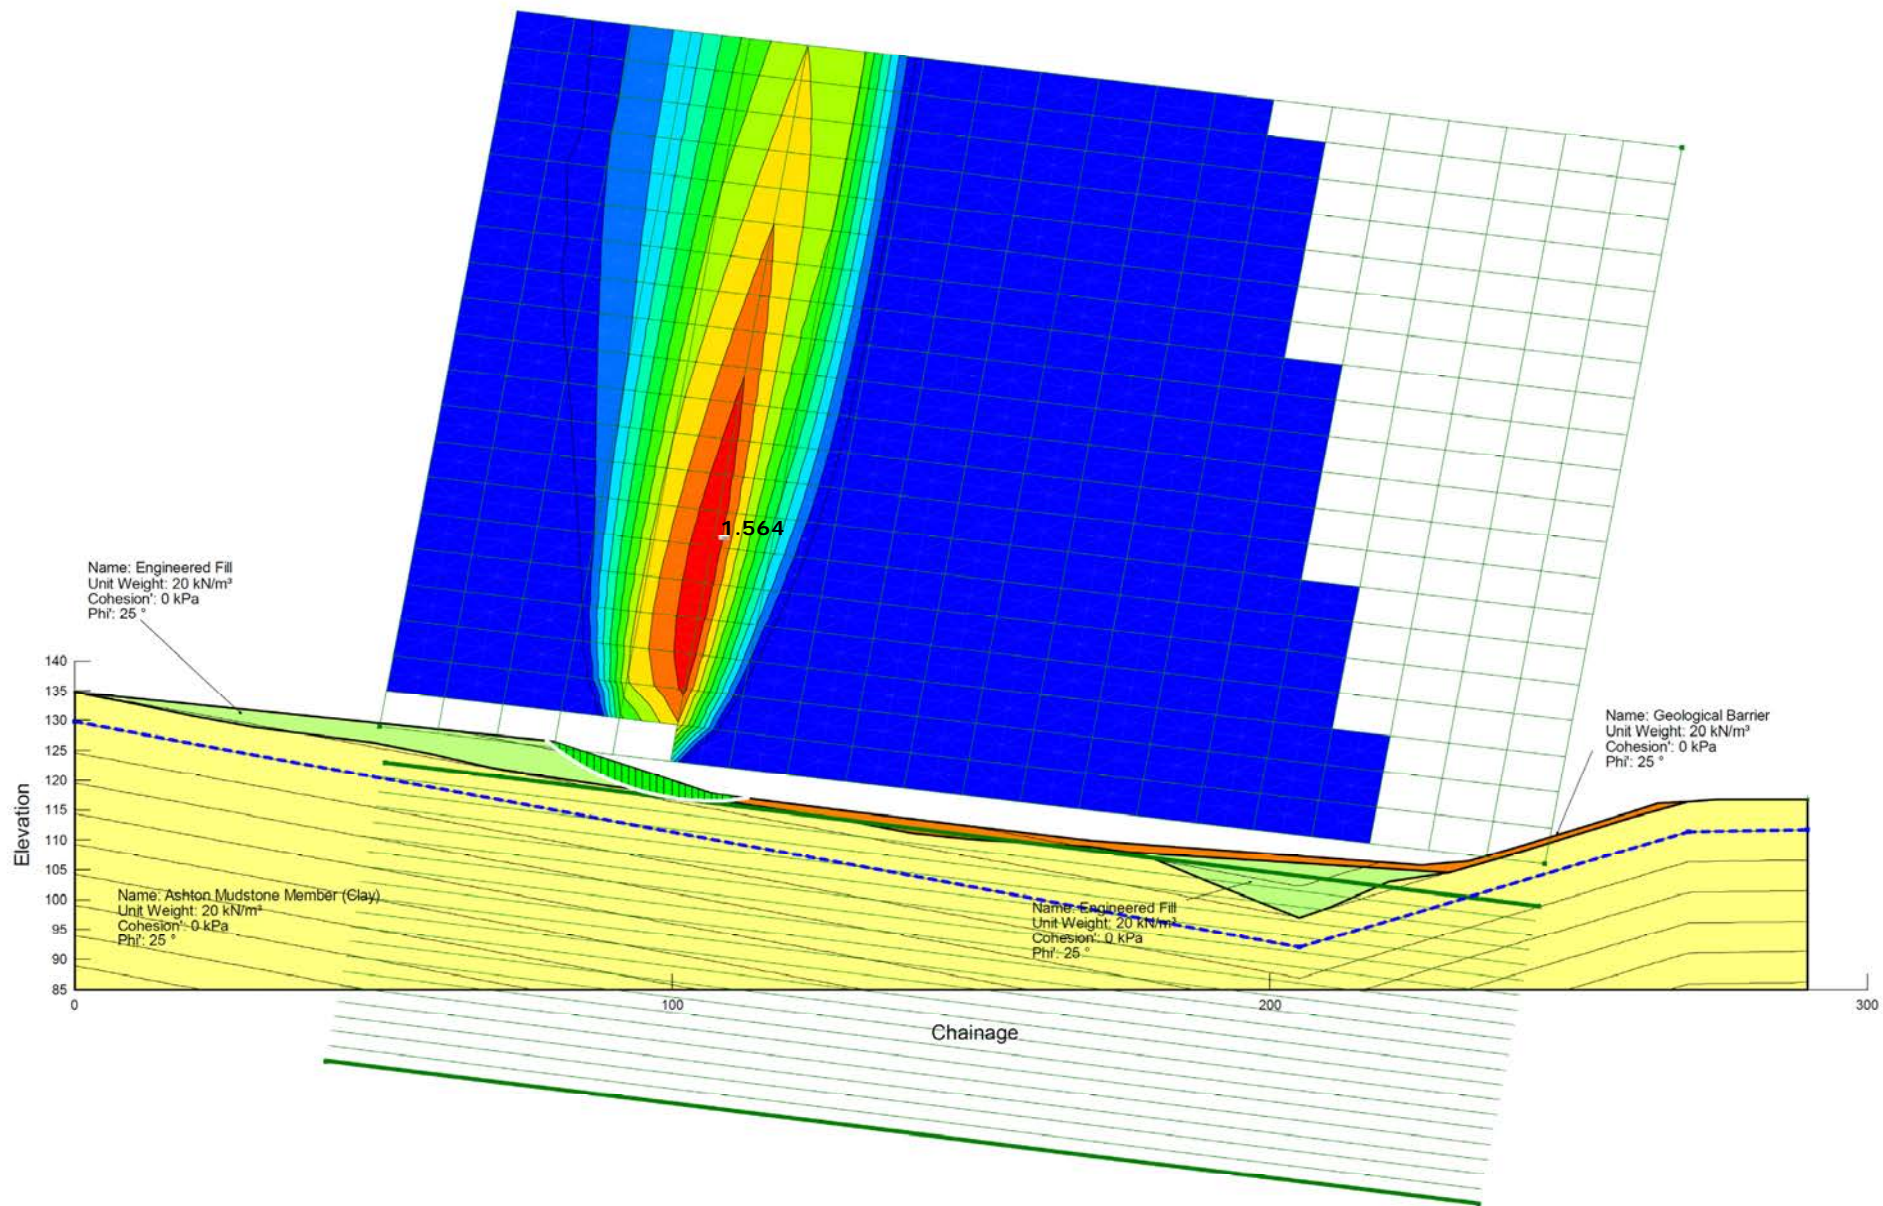 1.564
Name: Engineered Fill
Unit Weight: 20 kN/m³
Cohesion': 0 kPa
Phi': 25 °
Name: Geological Barrier
Unit Weight: 20 kN/m³
Cohesion': 0 kPa
Phi': 25 °
Name: Ashton Mudstone Member (Clay)
Unit Weight: 20 kN/m³
Cohesion': 0 kPa
Phi': 25 °
Name: Engineered Fill
Unit Weight: 20 kN/m³
Cohesion': 0 kPa
Phi': 25 °
Elevation
140
135
130
125
120
115
110
105
100
95
90
85
0
100
200
300
Chainage